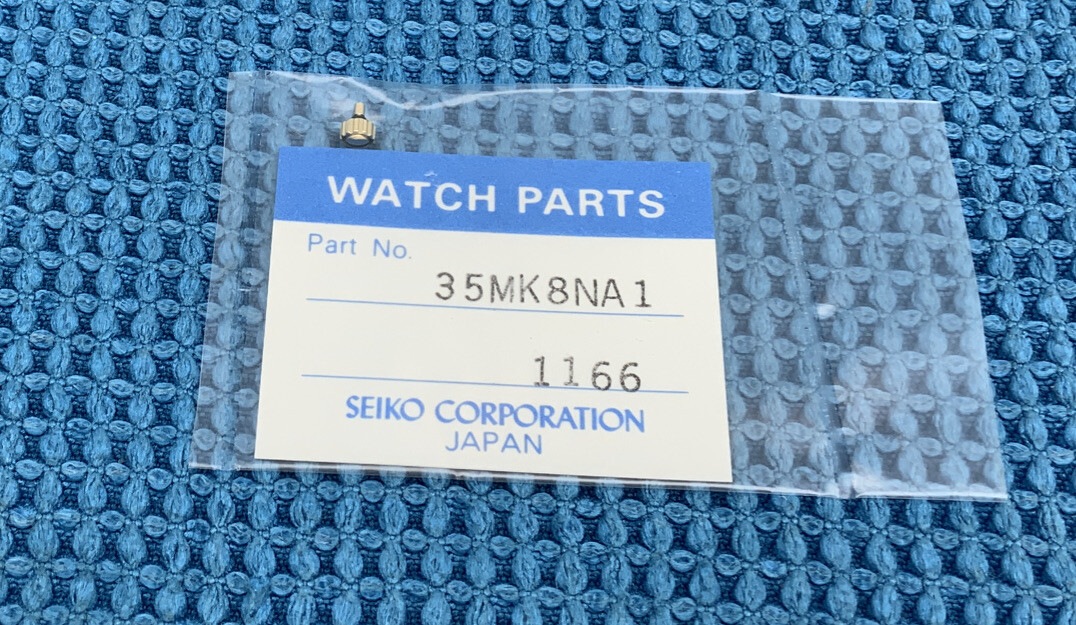 WATCH PARTS
Part No.
35MK8NA1
1166
SEIKO CORPORATION
JAPAN